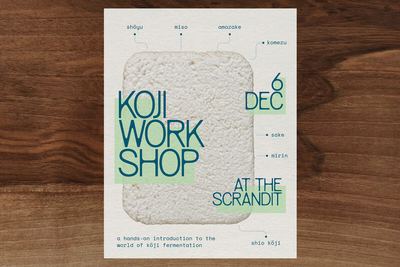 shōyu miso amazake
komezu
6
DEC
KOJI
WORK
SHOP
sake
mirin
AT THE
SCRANDIT
a hands-on introduction to the
world of kōji fermentation
shio kōji